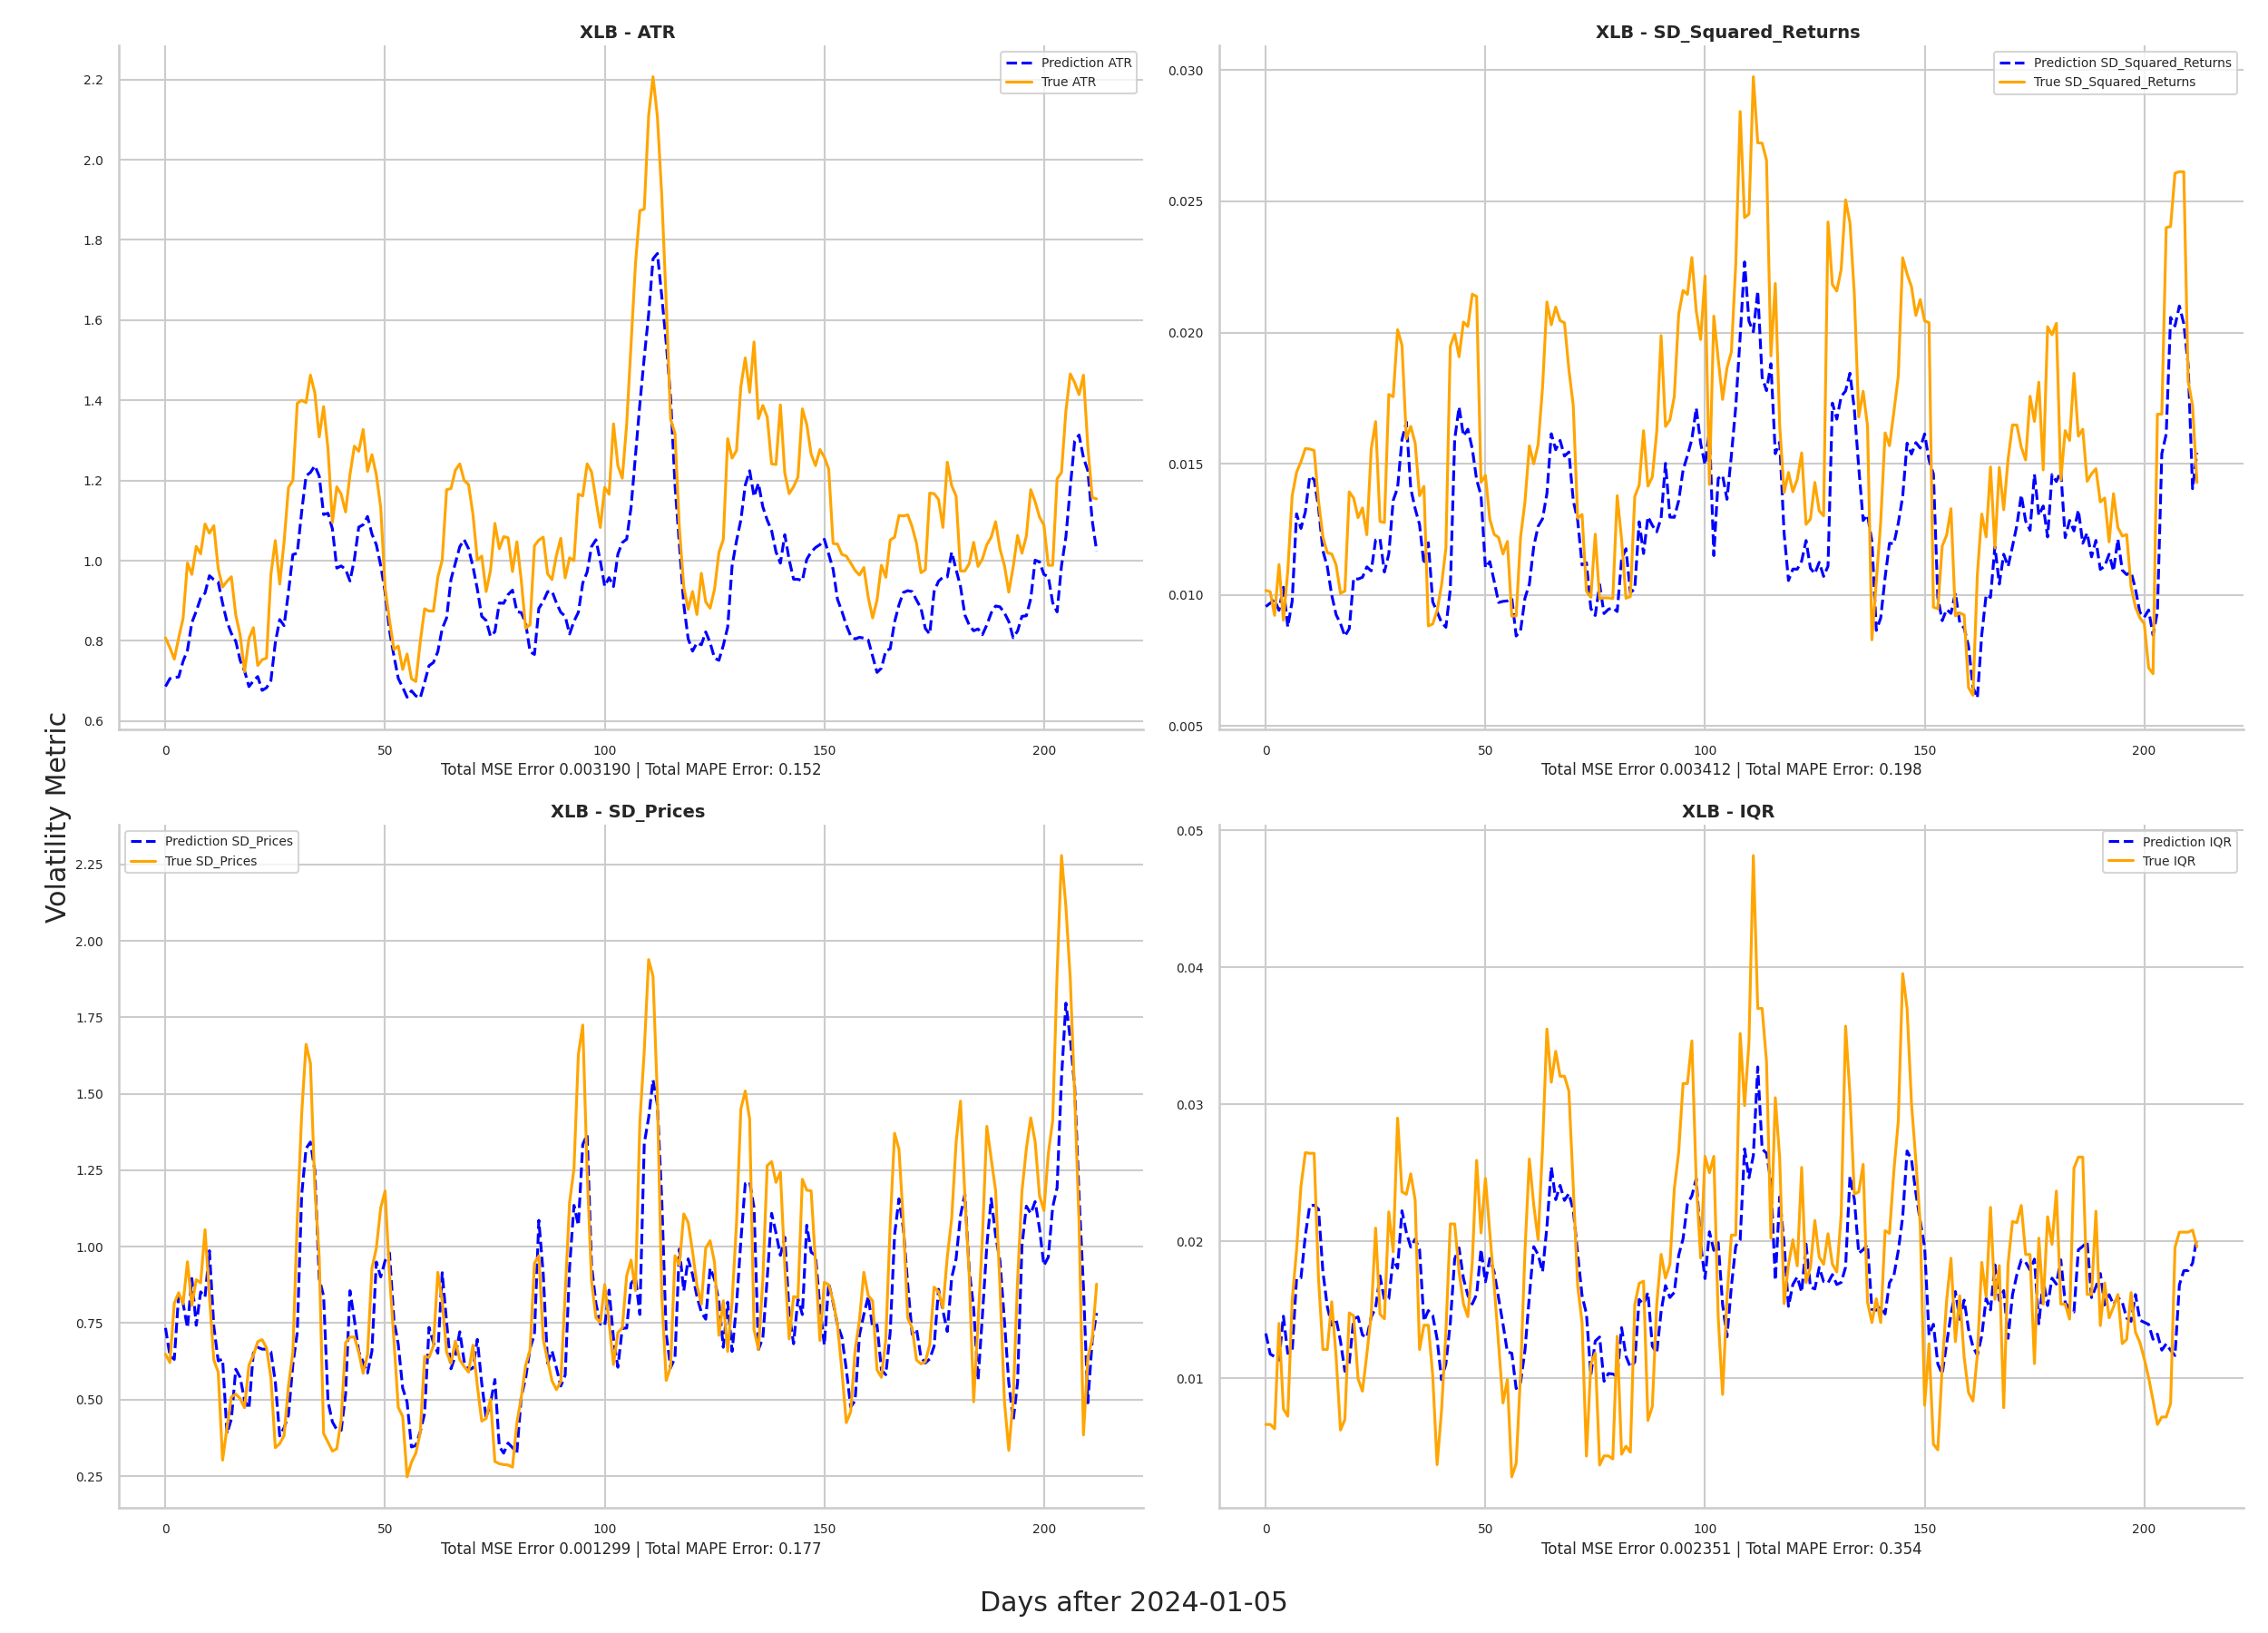 XLB - ATR
Prediction ATR
True ATR
2.2
2.0
1.8
1.6
1.4
1.2
1.0
0.8
0.6
0 50 100 150 200
Total MSE Error 0.003190 | Total MAPE Error: 0.152
XLB - SD_Squared_Returns
Prediction SD_Squared_Returns
True SD_Squared_Returns
0.030
0.025
0.020
0.015
0.010
0.005
0 50 100 150 200
Total MSE Error 0.003412 | Total MAPE Error: 0.198
Volatility Metric
XLB - SD_Prices
Prediction SD_Prices
True SD_Prices
2.25
2.00
1.75
1.50
1.25
1.00
0.75
0.50
0.25
0 50 100 150 200
Total MSE Error 0.001299 | Total MAPE Error: 0.177
XLB - IQR
Prediction IQR
True IQR
0.05
0.04
0.03
0.02
0.01
0 50 100 150 200
Total MSE Error 0.002351 | Total MAPE Error: 0.354
Days after 2024-01-05